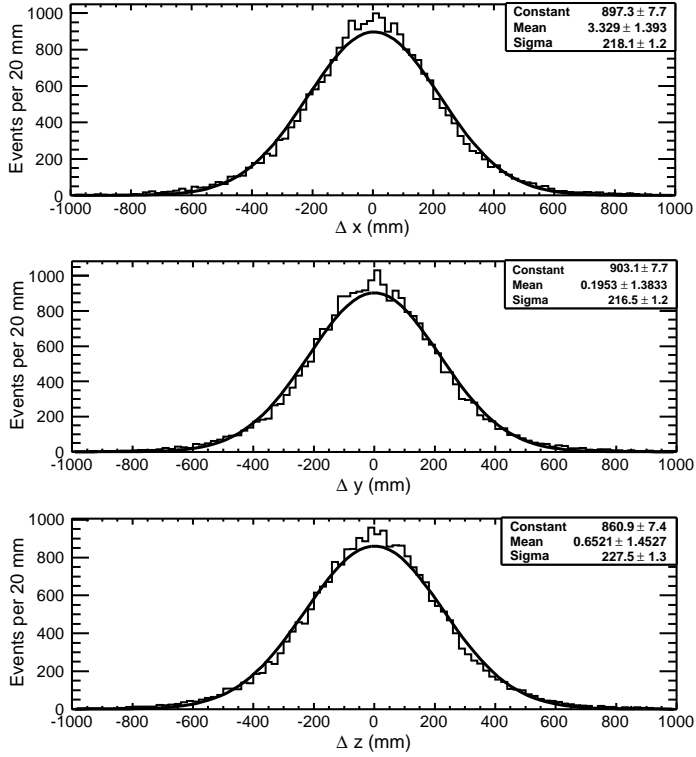 Constant 897.3 ± 7.7
Mean 3.329 ± 1.393
Sigma 218.1 ± 1.2
Events per 20 mm
1000
800
600
400
200
0
-1000 -800 -600 -400 -200 0 200 400 600 800 1000
Δ x (mm)
Constant 903.1 ± 7.7
Mean 0.1953 ± 1.3833
Sigma 216.5 ± 1.2
Events per 20 mm
1000
800
600
400
200
0
-1000 -800 -600 -400 -200 0 200 400 600 800 1000
Δ y (mm)
Constant 860.9 ± 7.4
Mean 0.6521 ± 1.4527
Sigma 227.5 ± 1.3
Events per 20 mm
1000
800
600
400
200
0
-1000 -800 -600 -400 -200 0 200 400 600 800 1000
Δ z (mm)